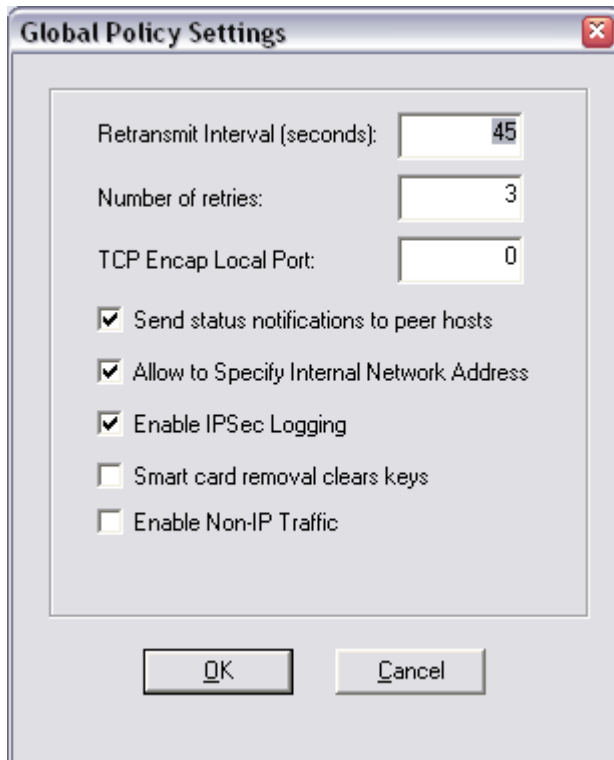 Global Policy Settings
Retransmit Interval (seconds): 45
Number of retries: 3
TCP Encap Local Port: 0
Send status notifications to peer hosts
Allow to Specify Internal Network Address
Enable IPSec Logging
Smart card removal clears keys
Enable Non-IP Traffic
OK Cancel